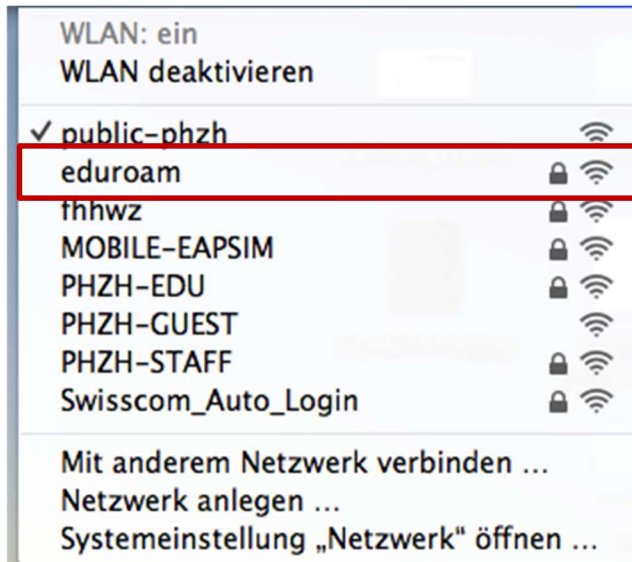 WLAN: ein
WLAN deaktivieren
public-phzh
eduroam
fhhwz
MOBILE-EAPSIM
PHZH-EDU
PHZH-GUEST
PHZH-STAFF
Swisscom_Auto_Login
Mit anderem Netzwerk verbinden ...
Netzwerk anlegen ...
Systemeinstellung „Netzwerk“ öffnen ...